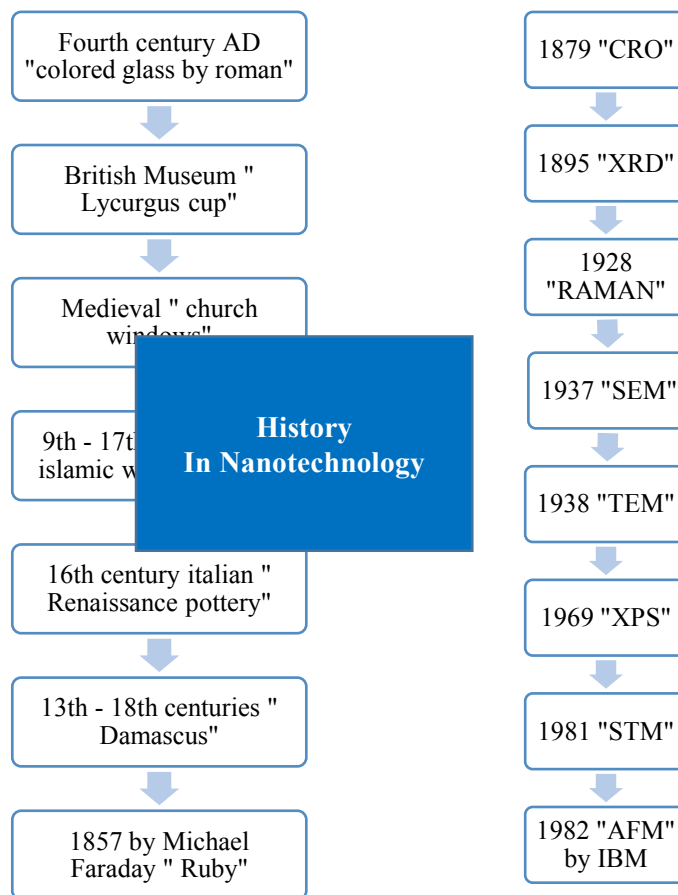 Fourth century AD
"colored glass by roman"
British Museum "
Lycurgus cup"
Medieval " church
windows"
9th - 17th
islamic
16th century italian "
Renaissance pottery"
13th - 18th centuries "
Damascus"
1857 by Michael
Faraday " Ruby"
History
In Nanotechnology
1879 "CRO"
1895 "XRD"
1928
"RAMAN"
1937 "SEM"
1938 "TEM"
1969 "XPS"
1981 "STM"
1982 "AFM"
by IBM